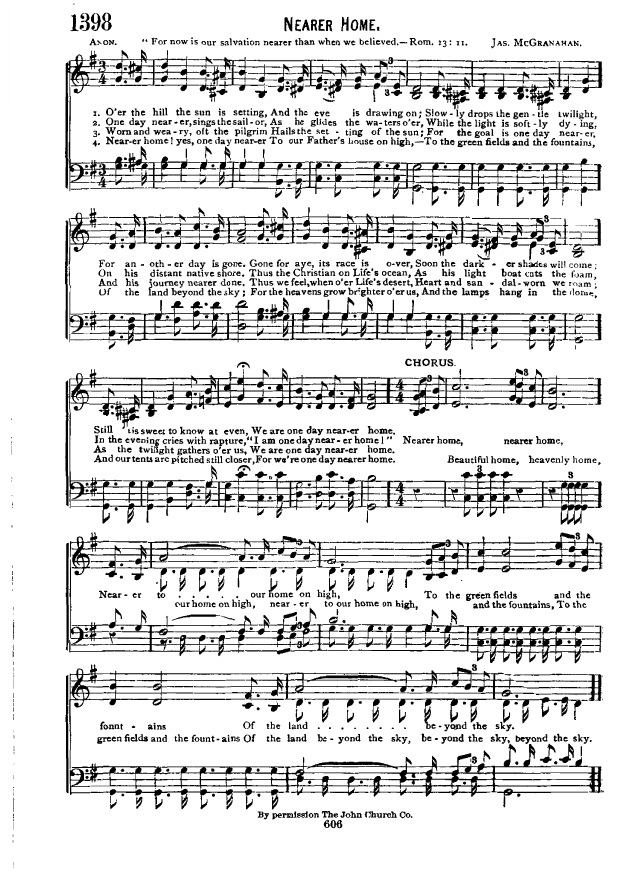 1398
NEARER HOME.
ANON. "For now is our salvation nearer than when we believed.—Rom. 13: 11. JAS. MCGRANAHAN.
1. O'er the hill the sun is setting, And the eve is drawing on; Slow-ly drops the gen-tle twilight,
2. One day near-er, sings the sail-or, As he glides the wa-ters o'er, While the light is soft-ly dy-ing,
3. Worn and wea-ry, oft the pilgrim Hails the set-ting of the sun; For the goal is one day near-er,
4. Near-er home! yes, one day near-er To our Father's house on high,—To the green fields and the fountains,
For an-oth-er day is gone. Gone for aye, its race is o-ver, Soon the dark-er shades will come;
On his distant native shore. Thus the Christian on Life's ocean, As his light boat cuts the foam,
And his journey nearer done. Thus we feel, when o'er Life's desert, Heart and san-dal-worn we roam;
Of the land beyond the sky; For the heavens grow brighter o'er us, And the lamps hang in the dome,
CHORUS.
Still 'tis sweet to know at even, We are one day near-er home.
In the evening cries with rapture, "I am one day near-er home!" Nearer home, nearer home,
As the twilight gathers o'er us, We are one day near-er home.
And our tents are pitched still closer, For we're one day nearer home. Beautiful home, heavenly home,
Near-er to . . . . . our home on high, To the green fields and the
our home on high, near-er to our home on high, and the fountains, To the
fount-ains Of the land . . . . . . . be-yond the sky.
green fields and the fount-ains Of the land be-yond the sky, be-yond the sky, beyond the sky.
By permission The John Church Co.
606